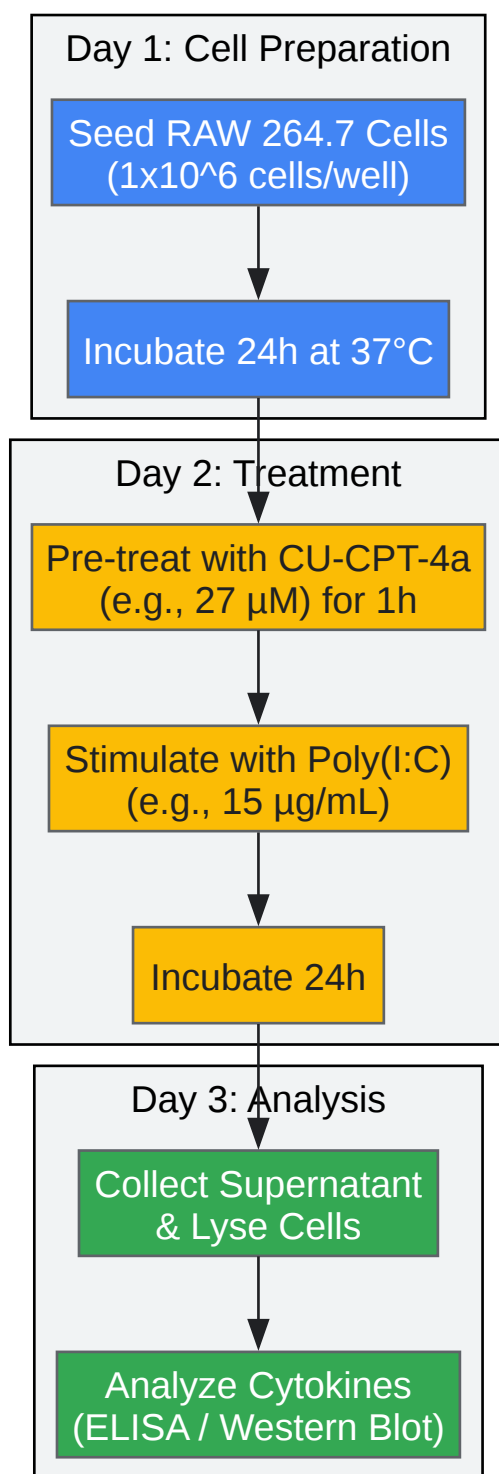 Day 1: Cell Preparation
Seed RAW 264.7 Cells
(1x10^6 cells/well)
Incubate 24h at 37°C
Day 2: Treatment
Pre-treat with CU-CPT-4a
(e.g., 27 µM) for 1h
Stimulate with Poly(I:C)
(e.g., 15 µg/mL)
Incubate 24h
Day 3: Analysis
Collect Supernatant
& Lyse Cells
Analyze Cytokines
(ELISA / Western Blot)